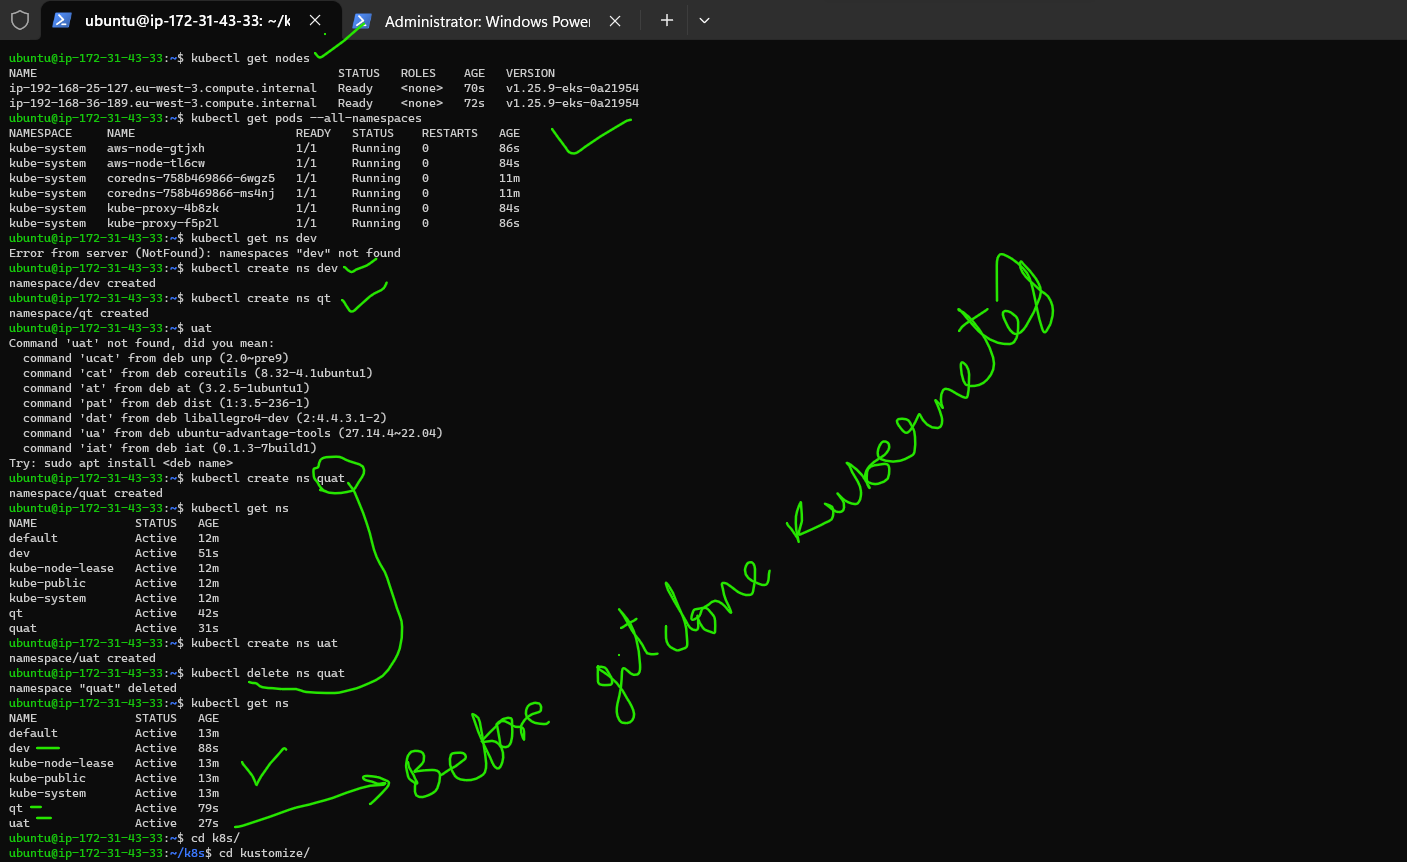 ubuntu@ip-172-31-43-33: ~/k
Administrator: Windows Power
ubuntu@ip-172-31-43-33:~$ kubectl get nodes
NAME STATUS ROLES AGE VERSION
ip-192-168-25-127.eu-west-3.compute.internal Ready <none> 70s v1.25.9-eks-0a21954
ip-192-168-36-189.eu-west-3.compute.internal Ready <none> 72s v1.25.9-eks-0a21954
ubuntu@ip-172-31-43-33:~$ kubectl get pods --all-namespaces
NAMESPACE NAME READY STATUS RESTARTS AGE
kube-system aws-node-gtjxh 1/1 Running 0 86s
kube-system aws-node-tl6cw 1/1 Running 0 84s
kube-system coredns-758b469866-6wgz5 1/1 Running 0 11m
kube-system coredns-758b469866-ms4nj 1/1 Running 0 11m
kube-system kube-proxy-4b8zk 1/1 Running 0 84s
kube-system kube-proxy-f5p2l 1/1 Running 0 86s
ubuntu@ip-172-31-43-33:~$ kubectl get ns dev
Error from server (NotFound): namespaces "dev" not found
ubuntu@ip-172-31-43-33:~$ kubectl create ns dev
namespace/dev created
ubuntu@ip-172-31-43-33:~$ kubectl create ns qt
namespace/qt created
ubuntu@ip-172-31-43-33:~$ uat
Command 'uat' not found, did you mean:
command 'ucat' from deb unp (2.0~pre9)
command 'cat' from deb coreutils (8.32-4.1ubuntu1)
command 'at' from deb at (3.2.5-1ubuntu1)
command 'pat' from deb dist (1:3.5-236-1)
command 'dat' from deb liballegro4-dev (2:4.4.3.1-2)
command 'ua' from deb ubuntu-advantage-tools (27.14.4~22.04)
command 'iat' from deb iat (0.1.3-7build1)
Try: sudo apt install <deb name>
ubuntu@ip-172-31-43-33:~$ kubectl create ns quat
namespace/quat created
ubuntu@ip-172-31-43-33:~$ kubectl get ns
NAME STATUS AGE
default Active 12m
dev Active 51s
kube-node-lease Active 12m
kube-public Active 12m
kube-system Active 12m
qt Active 42s
quat Active 31s
ubuntu@ip-172-31-43-33:~$ kubectl create ns uat
namespace/uat created
ubuntu@ip-172-31-43-33:~$ kubectl delete ns quat
namespace "quat" deleted
ubuntu@ip-172-31-43-33:~$ kubectl get ns
NAME STATUS AGE
default Active 13m
dev Active 88s
kube-node-lease Active 13m
kube-public Active 13m
kube-system Active 13m
qt Active 79s
uat Active 27s
ubuntu@ip-172-31-43-33:~$ cd k8s/
ubuntu@ip-172-31-43-33:~/k8s$ cd kustomize/
Before git clone kubernetes